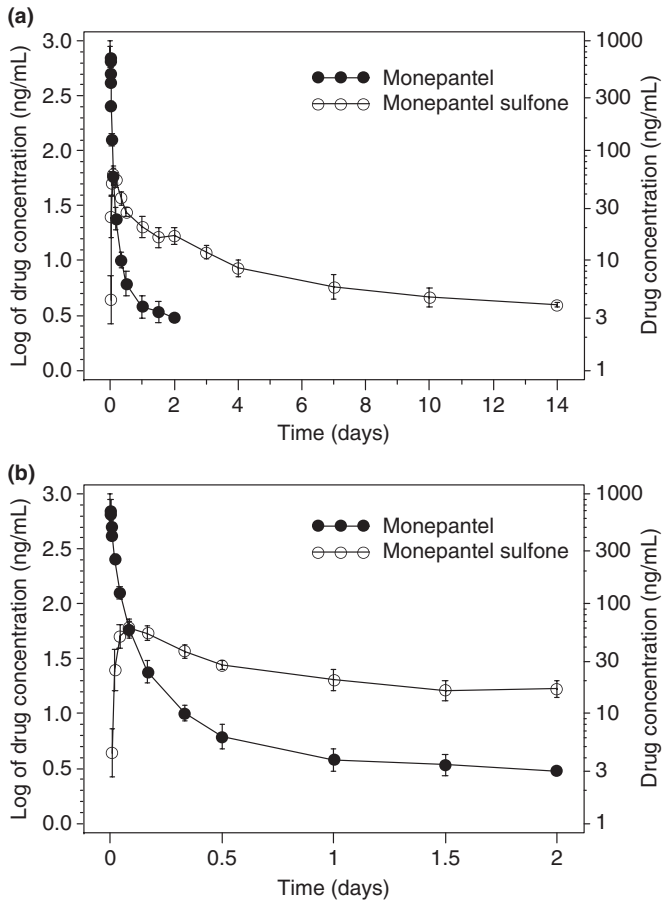 (a)
Log of drug concentration (ng/mL)
3.0
2.5
2.0
1.5
1.0
0.5
0.0
Monepantel
Monepantel sulfone
1000
300
100
30
10
3
1
Drug concentration (ng/mL)
0 2 4 6 8 10 12 14
Time (days)
(b)
Log of drug concentration (ng/mL)
3.0
2.5
2.0
1.5
1.0
0.5
0.0
Monepantel
Monepantel sulfone
1000
300
100
30
10
3
1
Drug concentration (ng/mL)
0 0.5 1 1.5 2
Time (days)